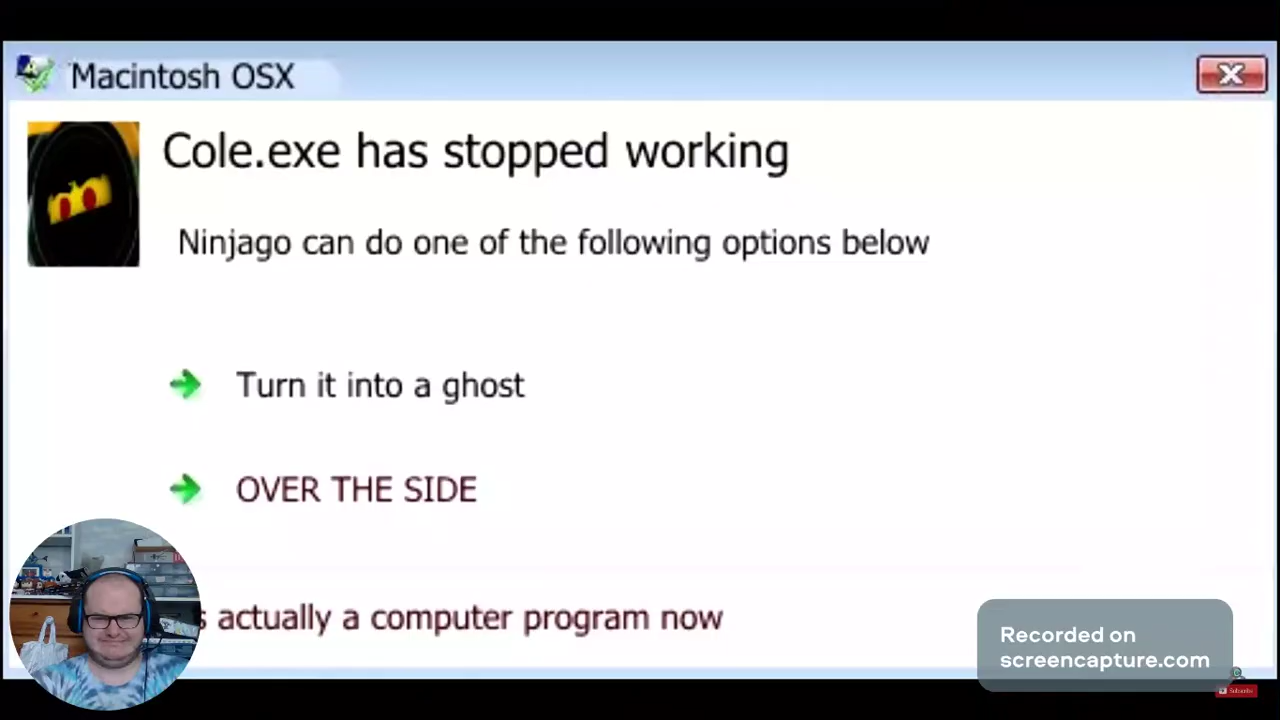 Macintosh OSX
Cole.exe has stopped working
Ninjago can do one of the following options below
Turn it into a ghost
OVER THE SIDE
s actually a computer program now
Recorded on
screencapture.com
Subscribe